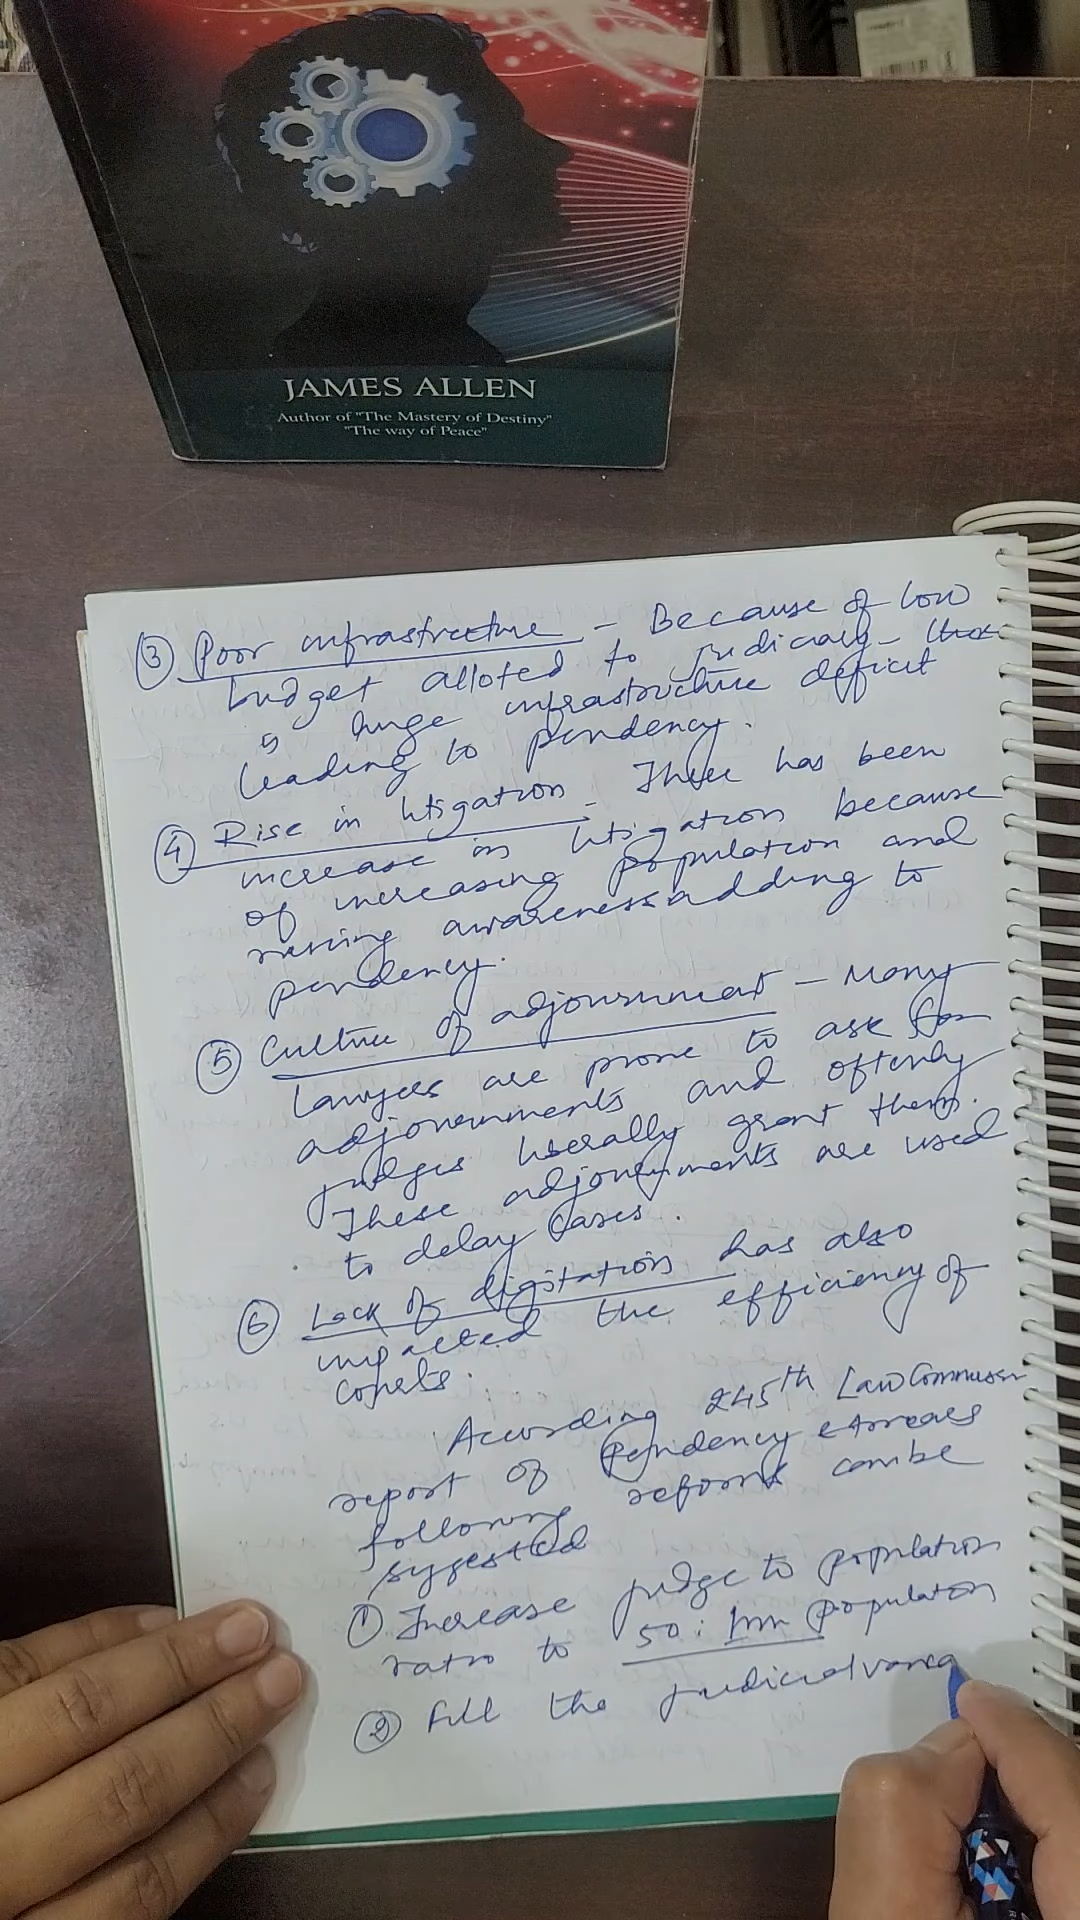 JAMES ALLEN
Author of "The Mastery of Destiny"
"The way of Peace"
③ Poor infrastructure - Because of low
budget alloted to judiciary - there
is huge infrastructure deficit
leading to pendency.
④ Rise in litigation - There has been
increase in litigation because
of increasing population and
raising awareness adding to
pendency.
⑤ Culture of adjournment - Many
Lawyers are prone to ask for
adjournments and oftenly
judges liberally grant them.
These adjournments are used
to delay cases.
⑥ Lack of digitation has also
impacted the efficiency of
courts.
According 245th Law Commission
report of Pendency & Arrears
following reforms can be
suggested
① Increase judge to population
ratio to 50: 1mn population
② Fill the judicial vaca